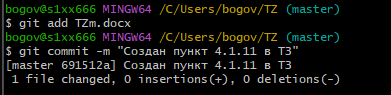 bogov@s1xx666 MINGW64 /C/Users/bogov/TZ (master)
$ git add TZm.docx
bogov@s1xx666 MINGW64 /C/Users/bogov/TZ (master)
$ git commit -m "Создан пункт 4.1.11 в ТЗ"
[master 691512a] Создан пункт 4.1.11 в ТЗ
1 file changed, 0 insertions(+), 0 deletions(-)